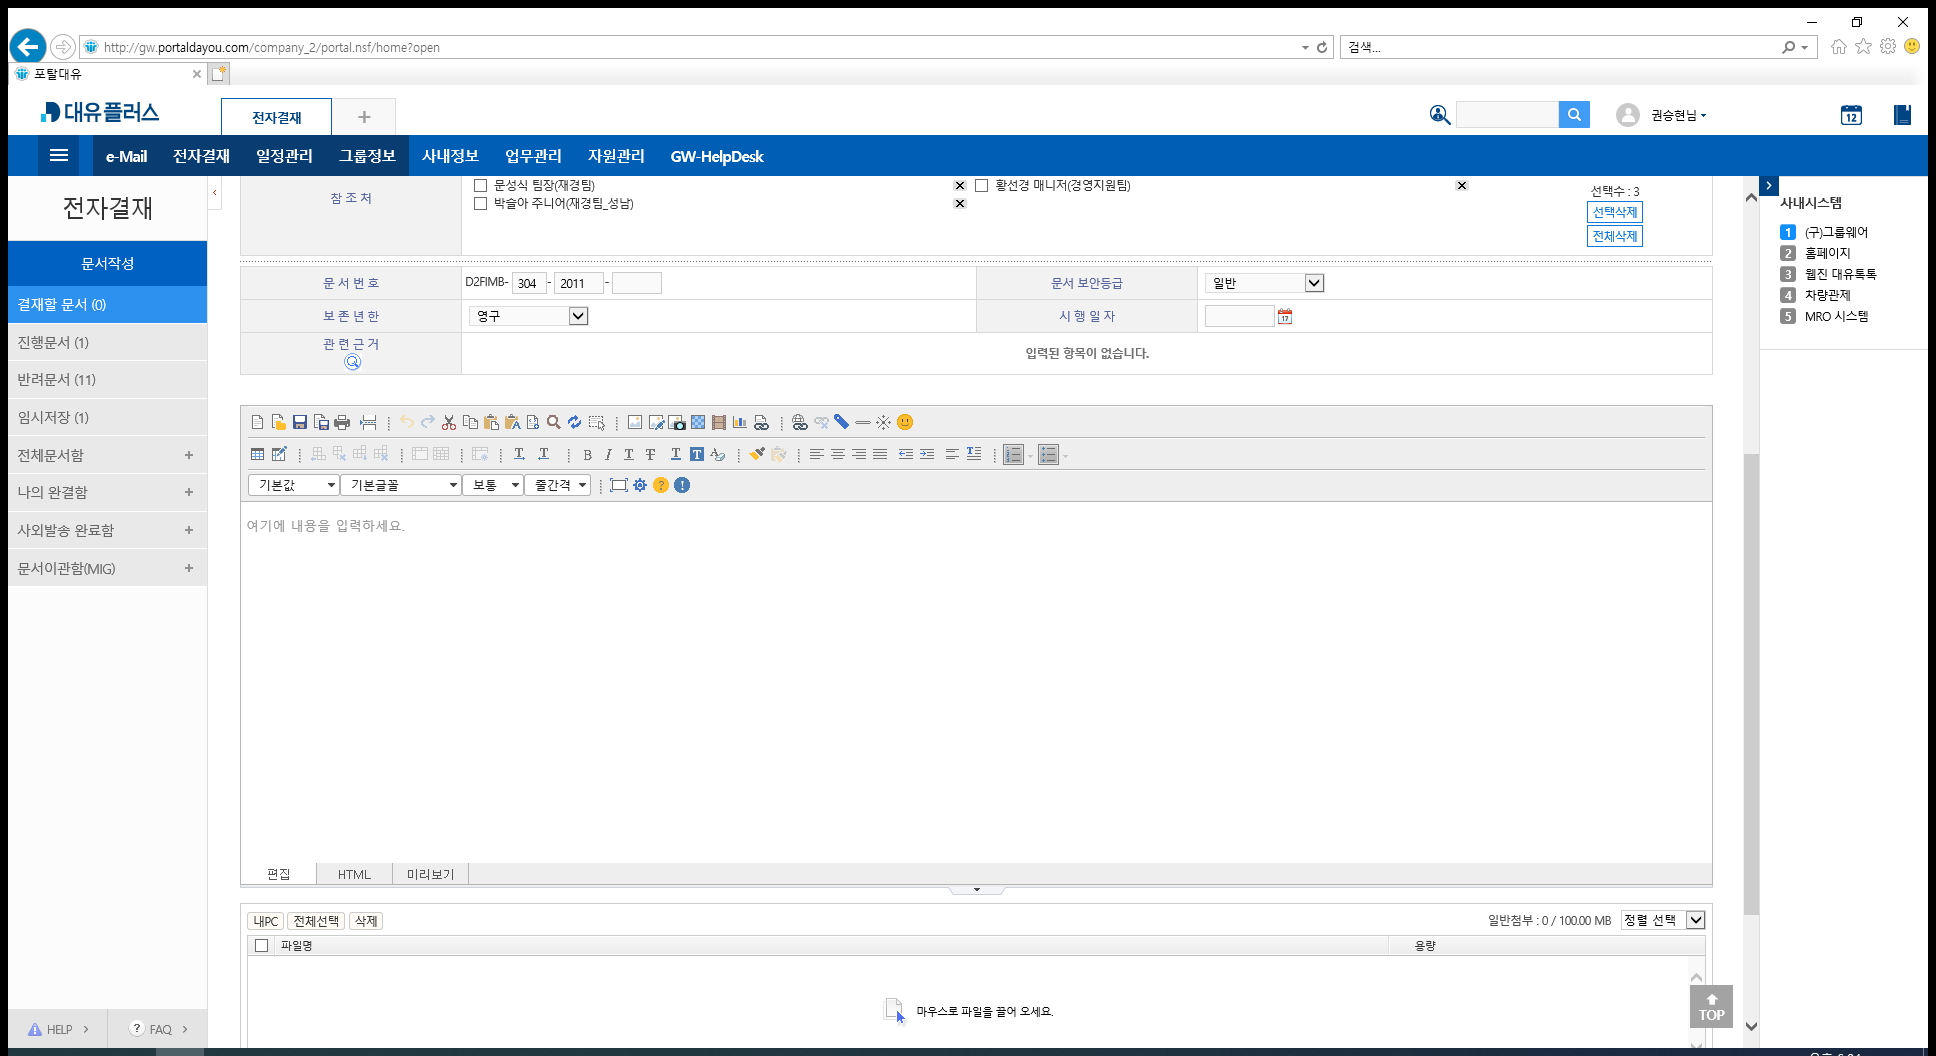 http://gw.portaldayou.com/company_2/portal.nsf/home?open
검색...
포탈대유
대유플러스
전자결재
권승현님
12
e-Mail 전자결재 일정관리 그룹정보 사내정보 업무관리 자원관리 GW-HelpDesk
전자결재
문서작성
결재할 문서 (0)
진행문서 (1)
반려문서 (11)
임시저장 (1)
전체문서함 +
나의 완결함 +
사외발송 완료함 +
문서이관함(MIG) +
HELP
? FAQ
참 조 처
문성식 팀장(재경팀)
황선경 매니저(경영지원팀)
박슬아 주니어(재경팀_성남)
선택수 : 3
선택삭제
전체삭제
문 서 번 호 D2FIMB- 304 - 2011 -
문서 보안등급 일반
보 존 년 한 영구
시 행 일 자
17
관 련 근 거
입력된 항목이 없습니다.
기본값 기본글꼴 보통 줄간격
여기에 내용을 입력하세요.
편집 HTML 미리보기
내PC 전체선택 삭제
일반첨부 : 0 / 100.00 MB 정렬 선택
파일명 용량
마우스로 파일을 끌어 오세요.
TOP
사내시스템
1 (구)그룹웨어
2 홈페이지
3 웹진 대유톡톡
4 차량관제
5 MRO 시스템